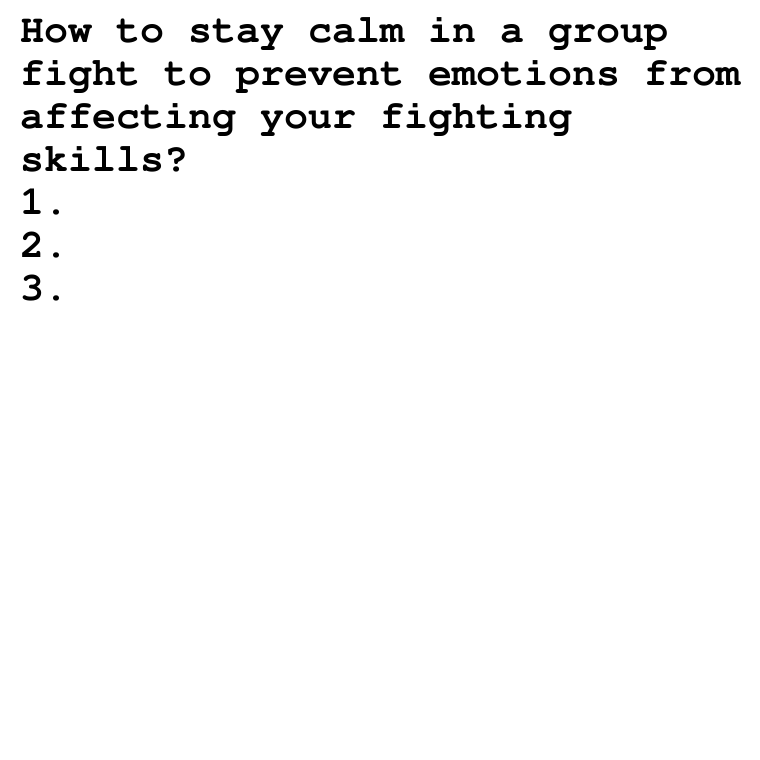 How to stay calm in a group
fight to prevent emotions from
affecting your fighting
skills?
1.
2.
3.